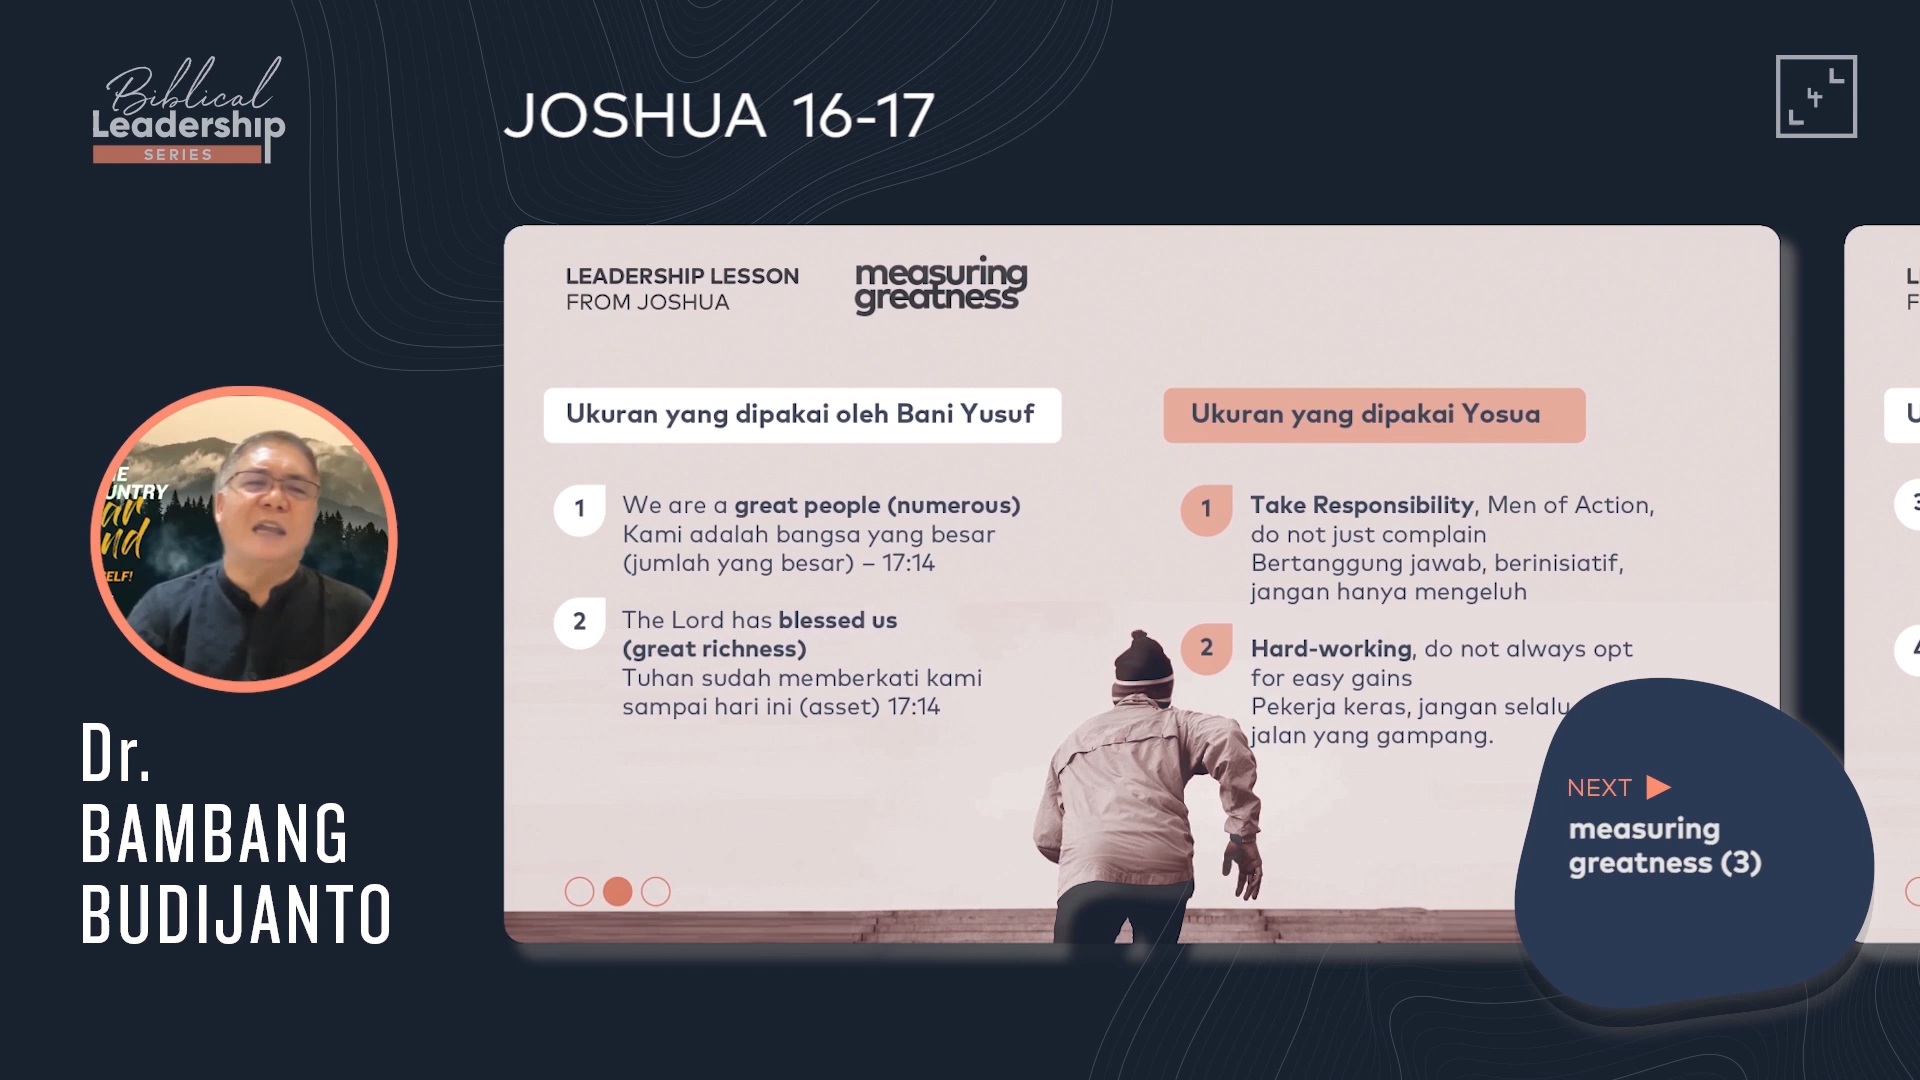 Biblical
Leadership
SERIES
JOSHUA 16-17
4
LEADERSHIP LESSON
FROM JOSHUA
measuring
greatness
Ukuran yang dipakai oleh Bani Yusuf
1
We are a great people (numerous)
Kami adalah bangsa yang besar
(jumlah yang besar) – 17:14
2
The Lord has blessed us
(great richness)
Tuhan sudah memberkati kami
sampai hari ini (asset) 17:14
Ukuran yang dipakai Yosua
1
Take Responsibility, Men of Action,
do not just complain
Bertanggung jawab, berinisiatif,
jangan hanya mengeluh
2
Hard-working, do not always opt
for easy gains
Pekerja keras, jangan selalu
jalan yang gampang.
NEXT
measuring
greatness (3)
UNTRY
ELF!
Dr.
BAMBANG
BUDIJANTO